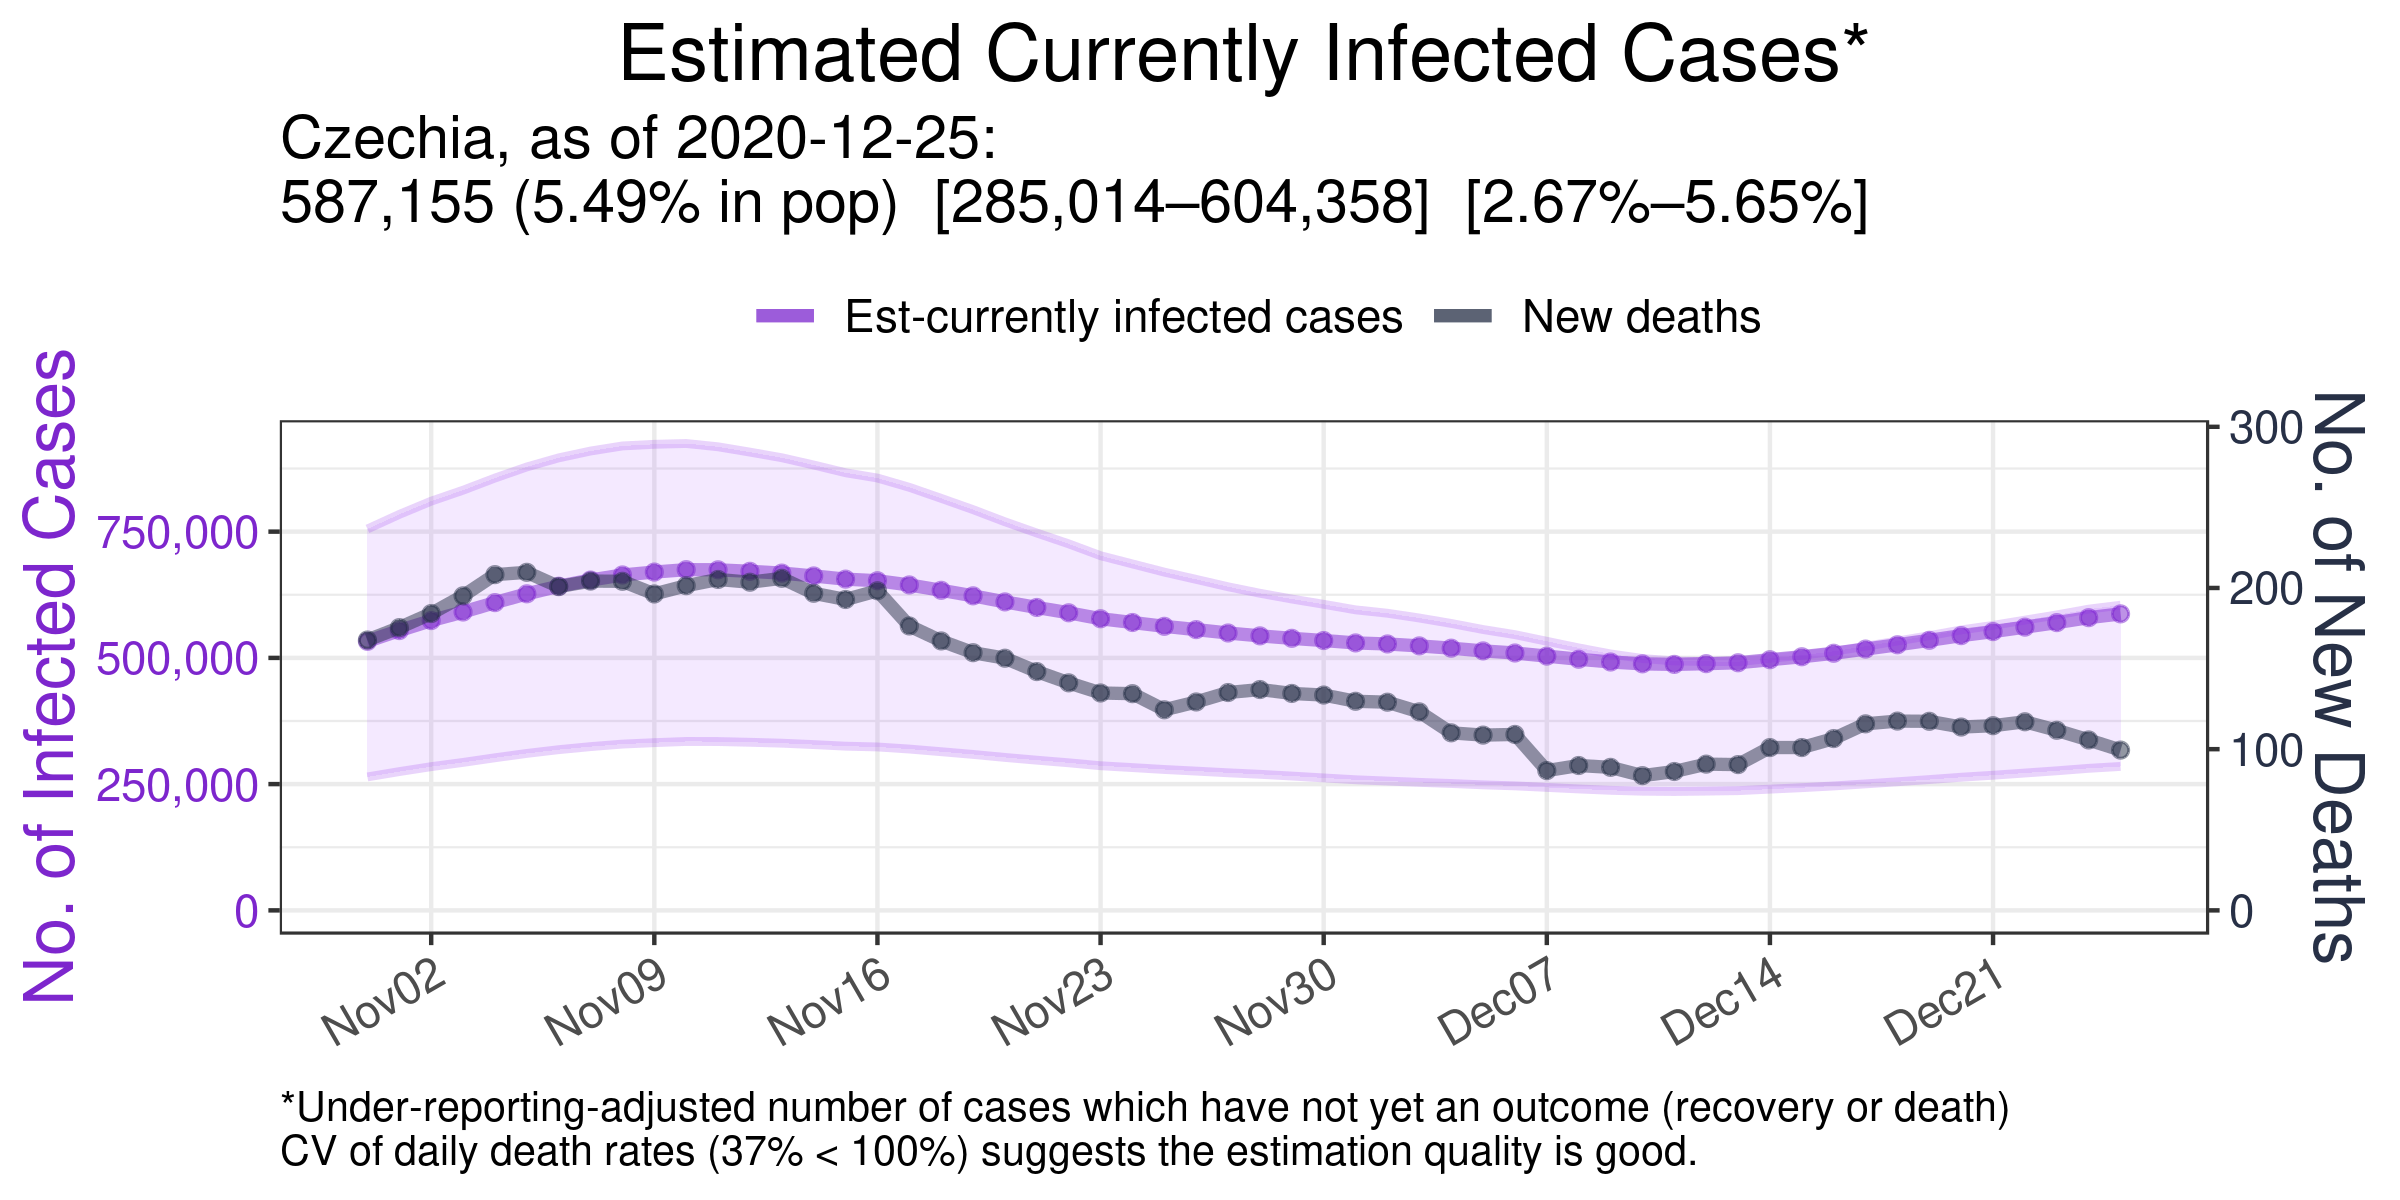 Estimated Currently Infected Cases*
Czechia, as of 2020-12-25:
587,155 (5.49% in pop)  [285,014–604,358]  [2.67%–5.65%]
Est-currently infected cases
New deaths
No. of Infected Cases
750,000
500,000
250,000
0
300
200
100
0
No. of New Deaths
Nov02
Nov09
Nov16
Nov23
Nov30
Dec07
Dec14
Dec21
*Under-reporting-adjusted number of cases which have not yet an outcome (recovery or death)
CV of daily death rates (37% < 100%) suggests the estimation quality is good.